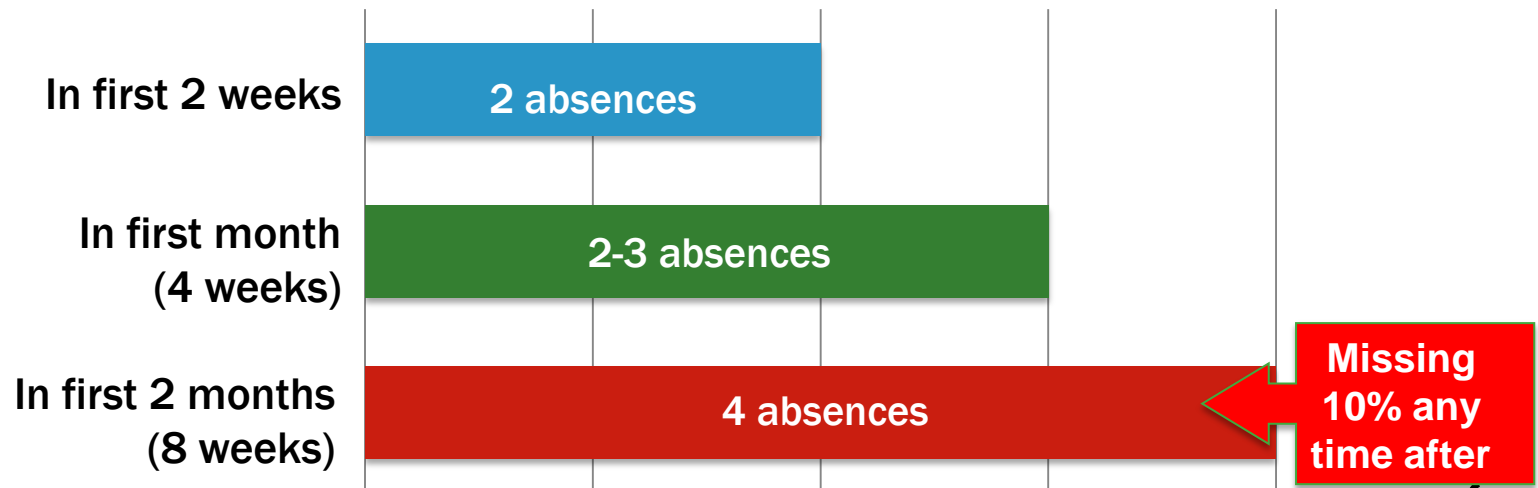 In first 2 weeks
2 absences
In first month
(4 weeks)
2-3 absences
In first 2 months
(8 weeks)
4 absences
Missing
10% any
time after